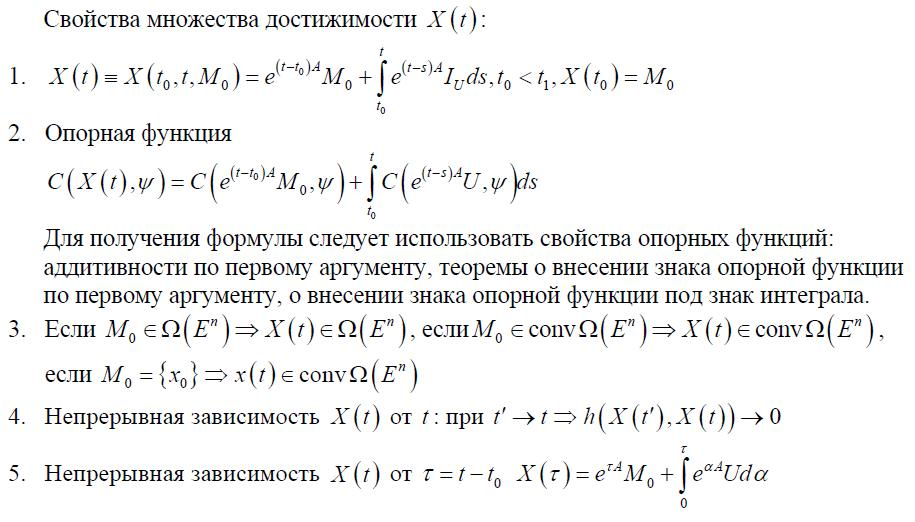 Свойства множества достижимости X(t):
1. X(t) ≡ X(t₀,t,M₀) = e^{(t−t₀)A}M₀ + ∫_{t₀}^{t} e^{(t−s)A}I_U ds, t₀ < t₁, X(t₀) = M₀
2. Опорная функция
C(X(t),ψ) = C(e^{(t−t₀)A}M₀,ψ) + ∫_{t₀}^{t} C(e^{(t−s)A}U,ψ)ds
Для получения формулы следует использовать свойства опорных функций:
аддитивности по первому аргументу, теоремы о внесении знака опорной функции
по первому аргументу, о внесении знака опорной функции под знак интеграла.
3. Если M₀ ∈ Ω(Eⁿ) ⇒ X(t) ∈ Ω(Eⁿ), если M₀ ∈ conv Ω(Eⁿ) ⇒ X(t) ∈ conv Ω(Eⁿ),
если M₀ = {x₀} ⇒ x(t) ∈ conv Ω(Eⁿ)
4. Непрерывная зависимость X(t) от t: при t′ → t ⇒ h(X(t′), X(t)) → 0
5. Непрерывная зависимость X(t) от τ = t − t₀ X(τ) = e^{τA}M₀ + ∫_{0}^{τ} e^{αA}Udα